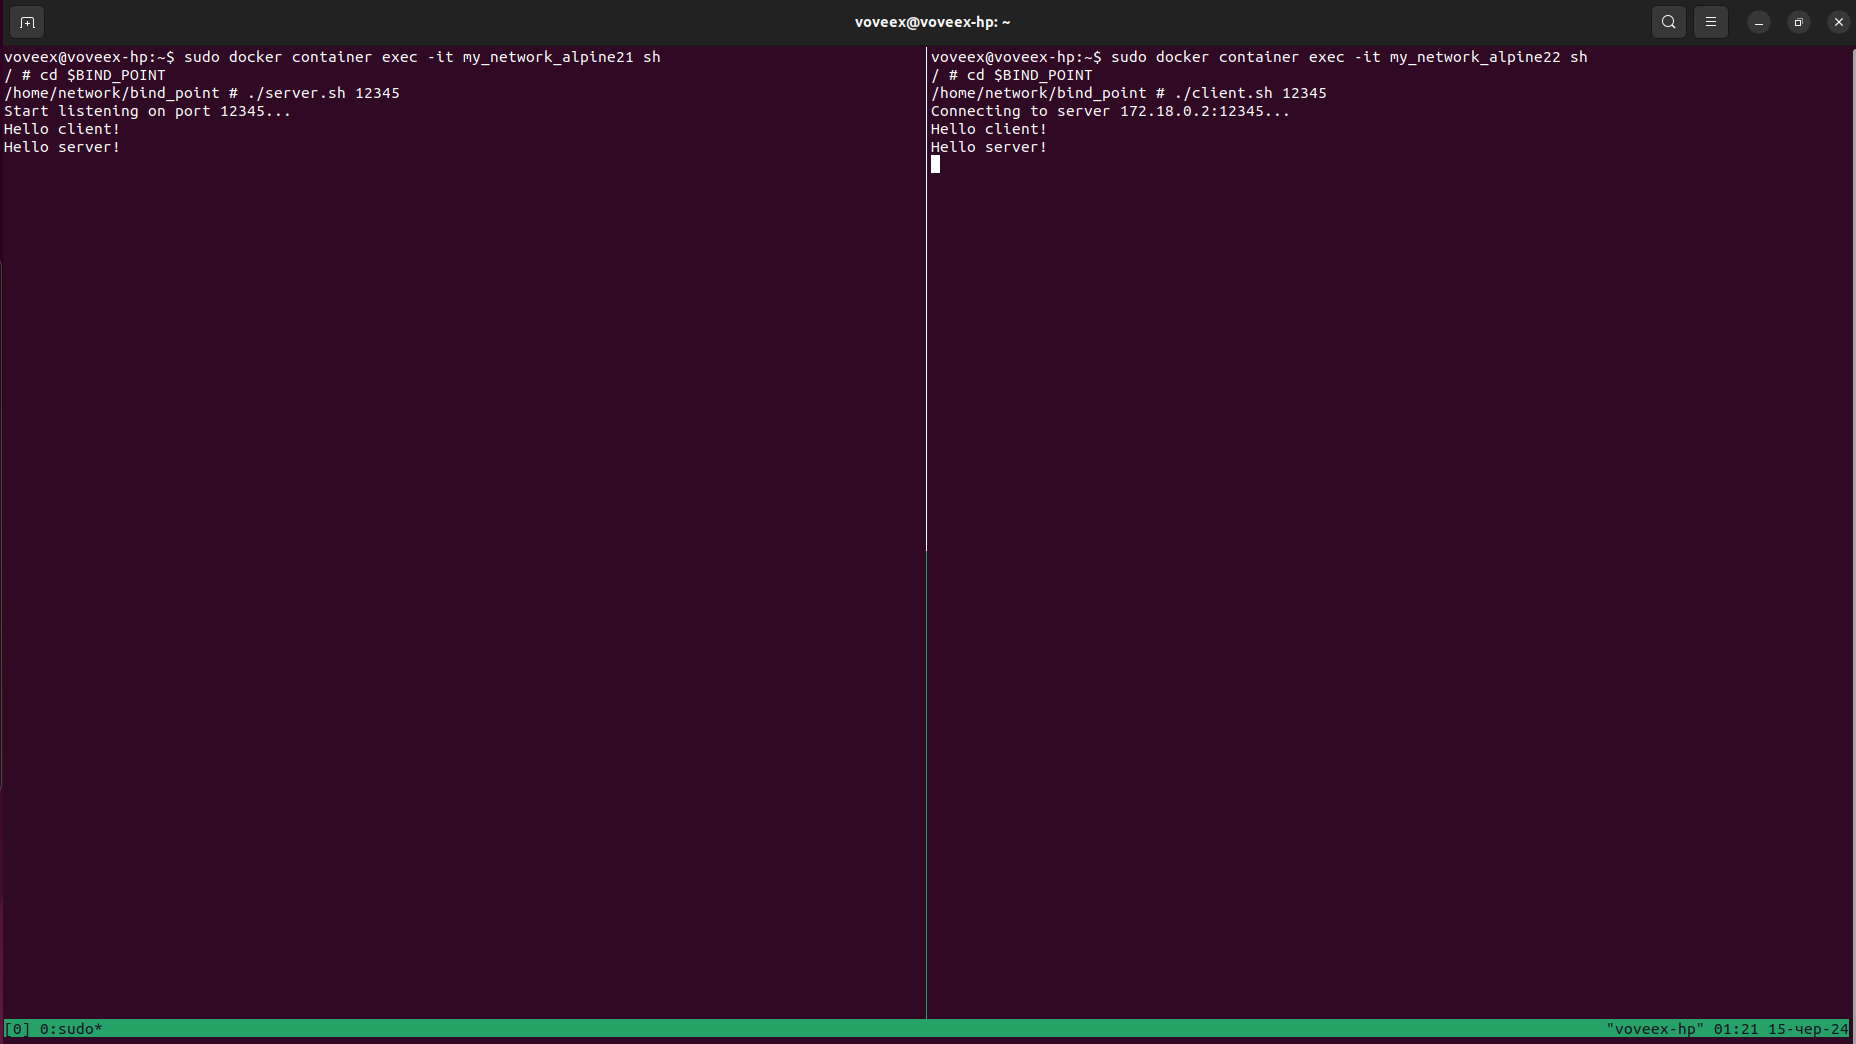 voveex@voveex-hp: ~
voveex@voveex-hp:~$ sudo docker container exec -it my_network_alpine21 sh
/ # cd $BIND_POINT
/home/network/bind_point # ./server.sh 12345
Start listening on port 12345...
Hello client!
Hello server!
voveex@voveex-hp:~$ sudo docker container exec -it my_network_alpine22 sh
/ # cd $BIND_POINT
/home/network/bind_point # ./client.sh 12345
Connecting to server 172.18.0.2:12345...
Hello client!
Hello server!
[0] 0:sudo* "voveex-hp" 01:21 15-чер-24